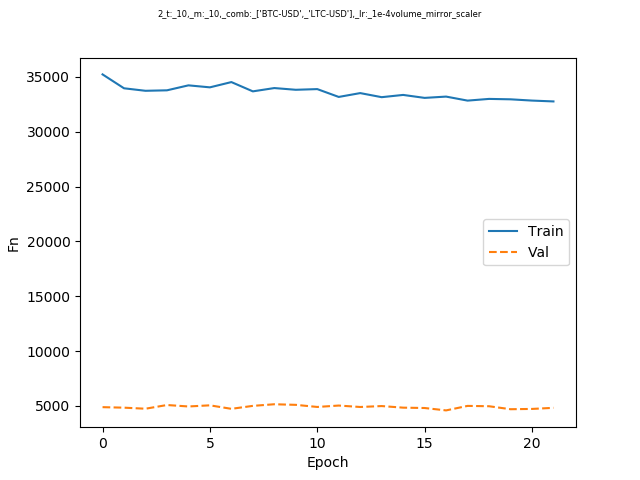 2_t:_10,_m:_10,_comb:_['BTC-USD',_'LTC-USD'],_lr:_1e-4volume_mirror_scaler
35000
30000
25000
20000
15000
10000
5000
Fn
Train
Val
0 5 10 15 20
Epoch